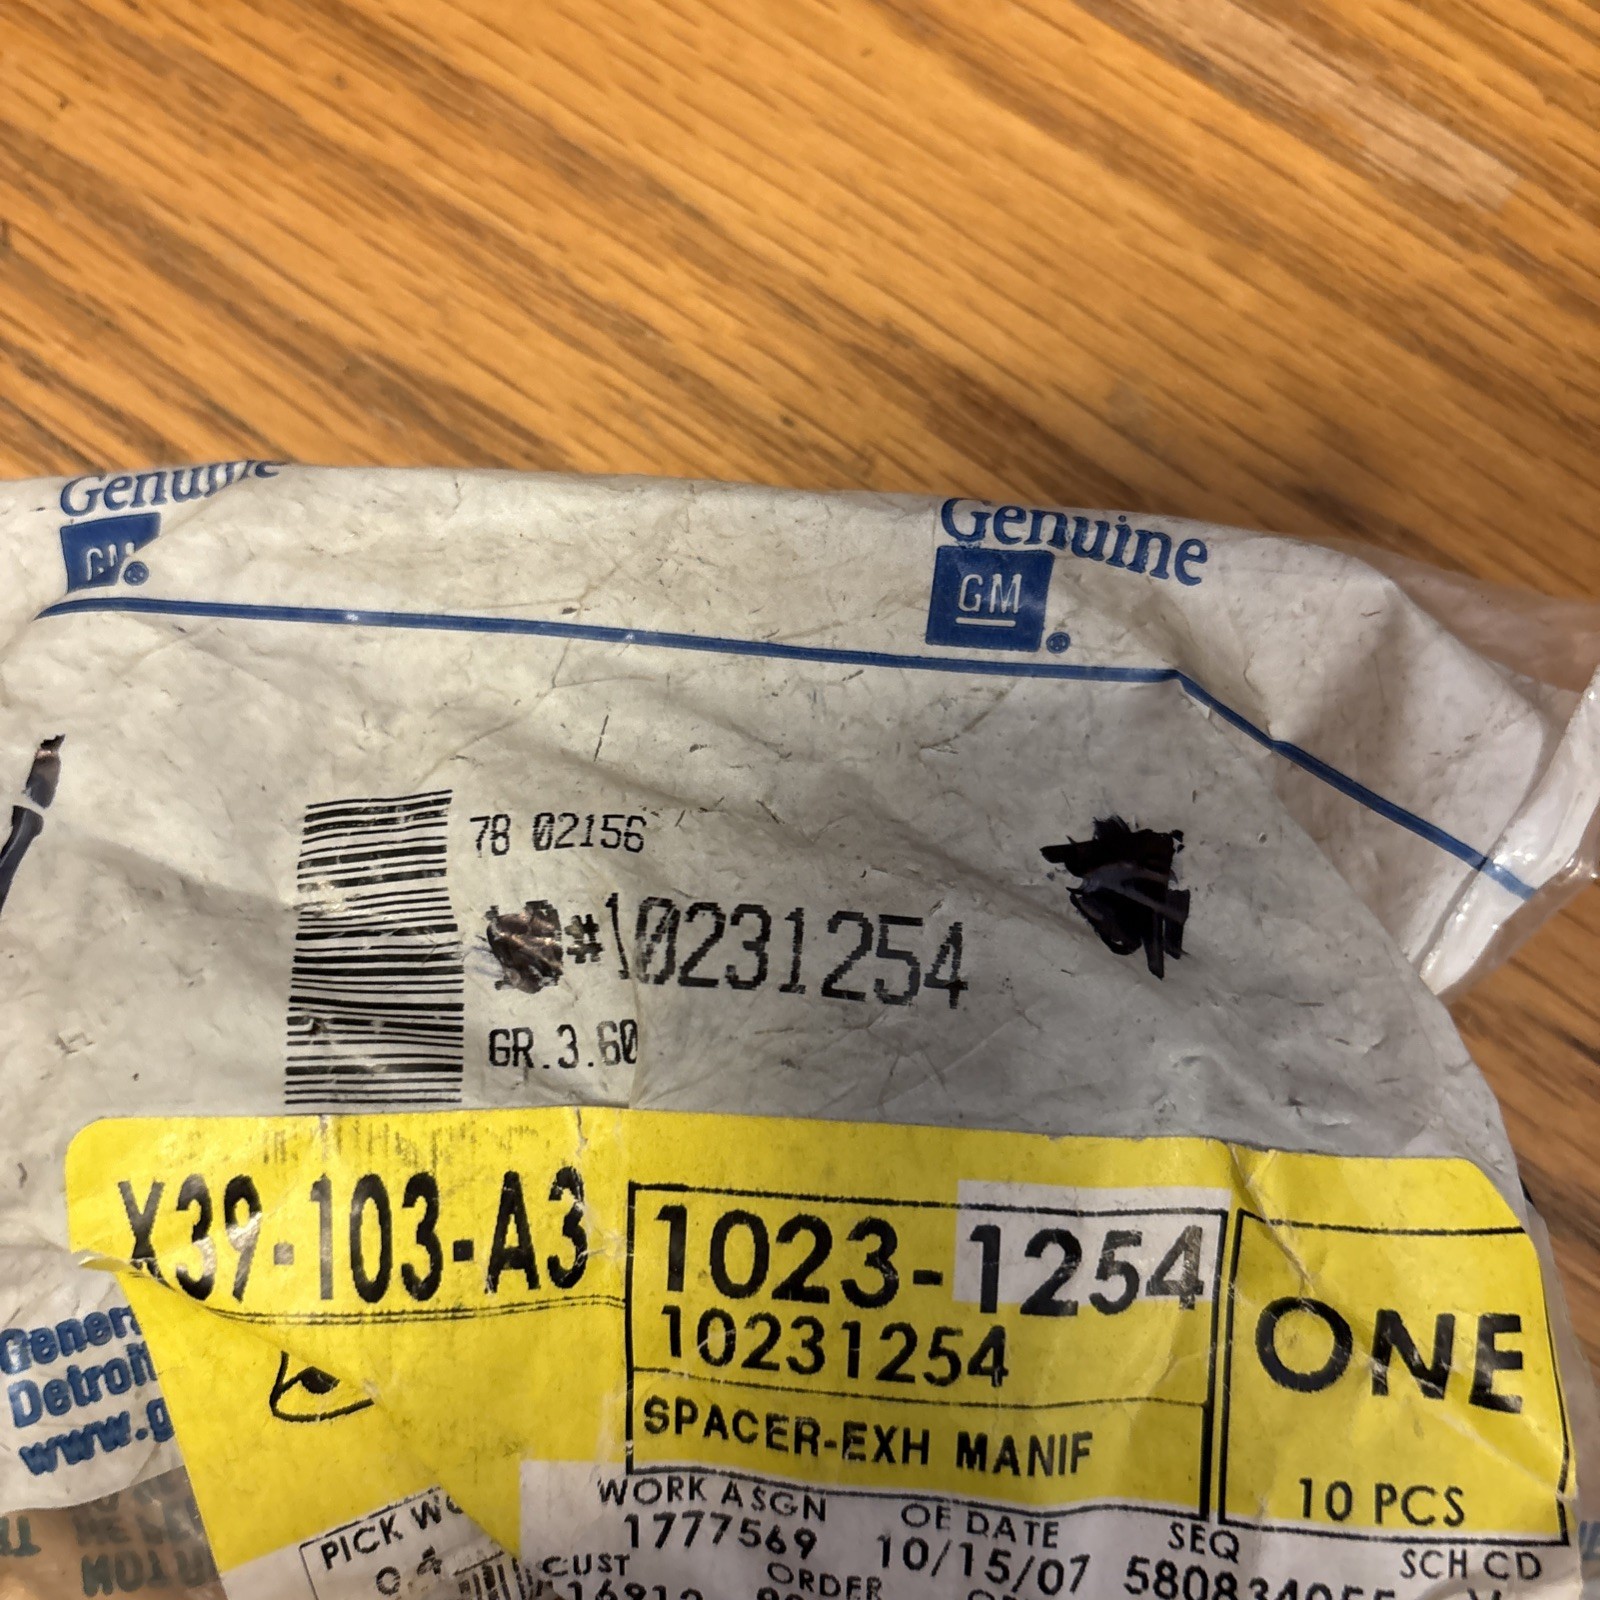 Genuine
GM®
Genuine
GM®
78 02156
#10231254
GR.3.60
X39-103-A3
1023-1254
10231254
SPACER-EXH MANIF
ONE
10 PCS
Detroit
www.g
PICK
WORK ASGN
1777569
OE DATE
10/15/07
SEQ
SCH CD
CUST
ORDER